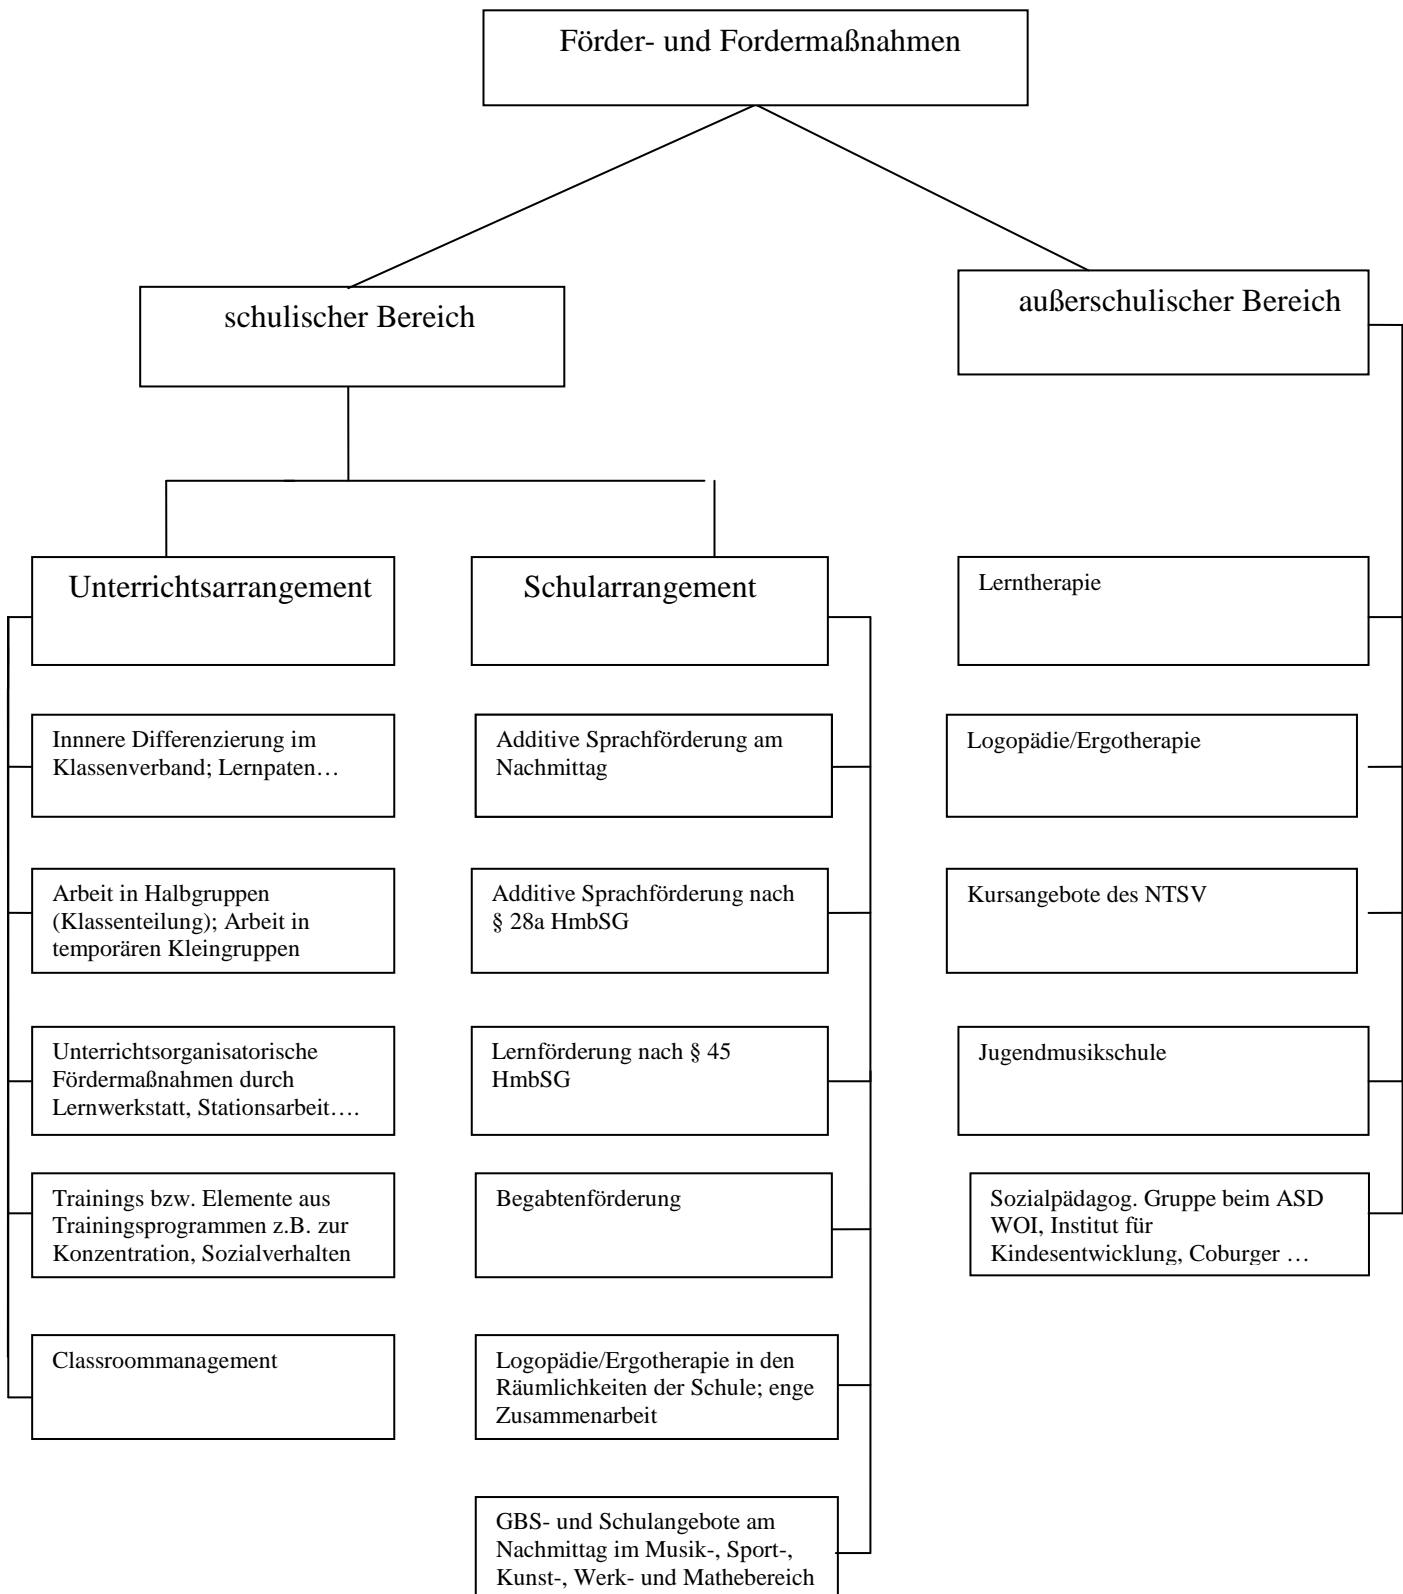 Förder- und Fordermaßnahmen
schulischer Bereich
außerschulischer Bereich
Unterrichtsarrangement
Innnere Differenzierung im
Klassenverband; Lernpaten…
Arbeit in Halbgruppen
(Klassenteilung); Arbeit in
temporären Kleingruppen
Unterrichtsorganisatorische
Fördermaßnahmen durch
Lernwerkstatt, Stationsarbeit….
Trainings bzw. Elemente aus
Trainingsprogrammen z.B. zur
Konzentration, Sozialverhalten
Classroommanagement
Schularrangement
Additive Sprachförderung am
Nachmittag
Additive Sprachförderung nach
§ 28a HmbSG
Lernförderung nach § 45
HmbSG
Begabtenförderung
Logopädie/Ergotherapie in den
Räumlichkeiten der Schule; enge
Zusammenarbeit
GBS- und Schulangebote am
Nachmittag im Musik-, Sport-,
Kunst-, Werk- und Mathebereich
Lerntherapie
Logopädie/Ergotherapie
Kursangebote des NTSV
Jugendmusikschule
Sozialpädagog. Gruppe beim ASD
WOI, Institut für
Kindesentwicklung, Coburger …